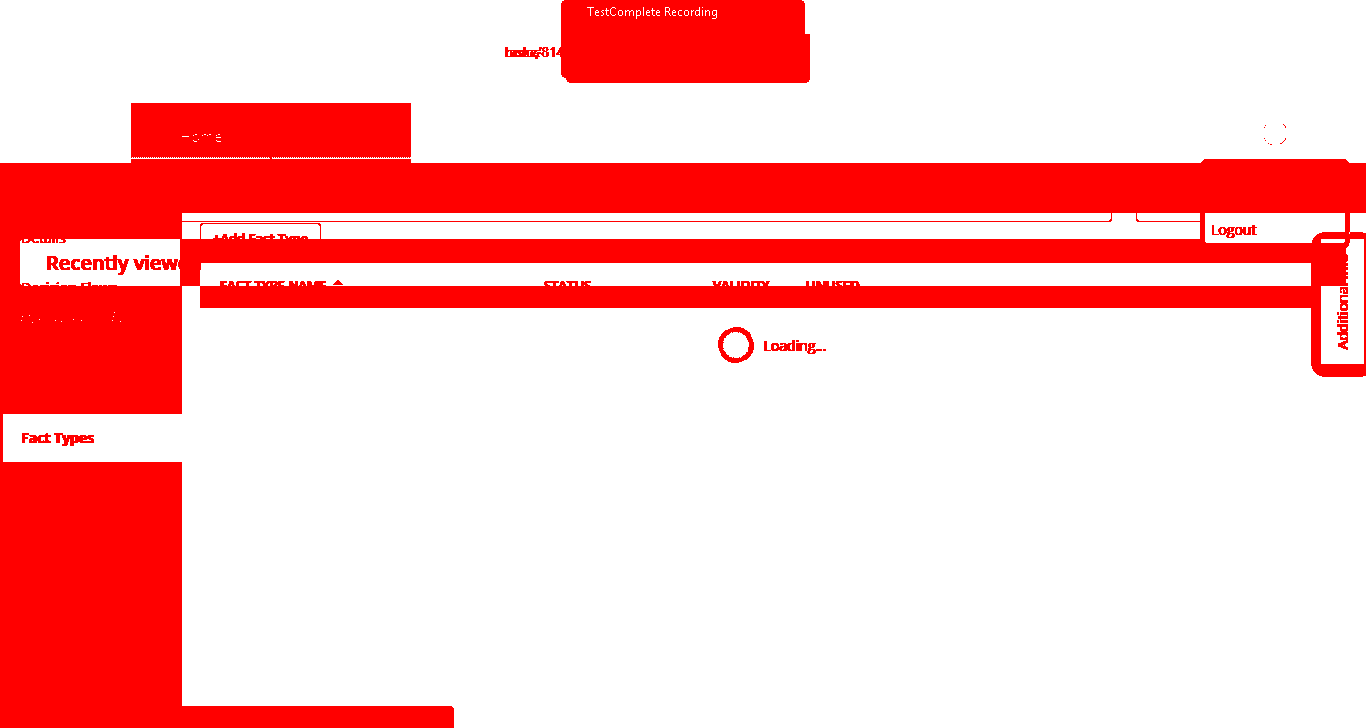 TestComplete Recording
Home
Logout
Details
+Add Fact Type
Recently viewe
Additional
FACT TYPE NAME STATUS VALIDITY UNUSED
Decision Flows
Loading...
Fact Types